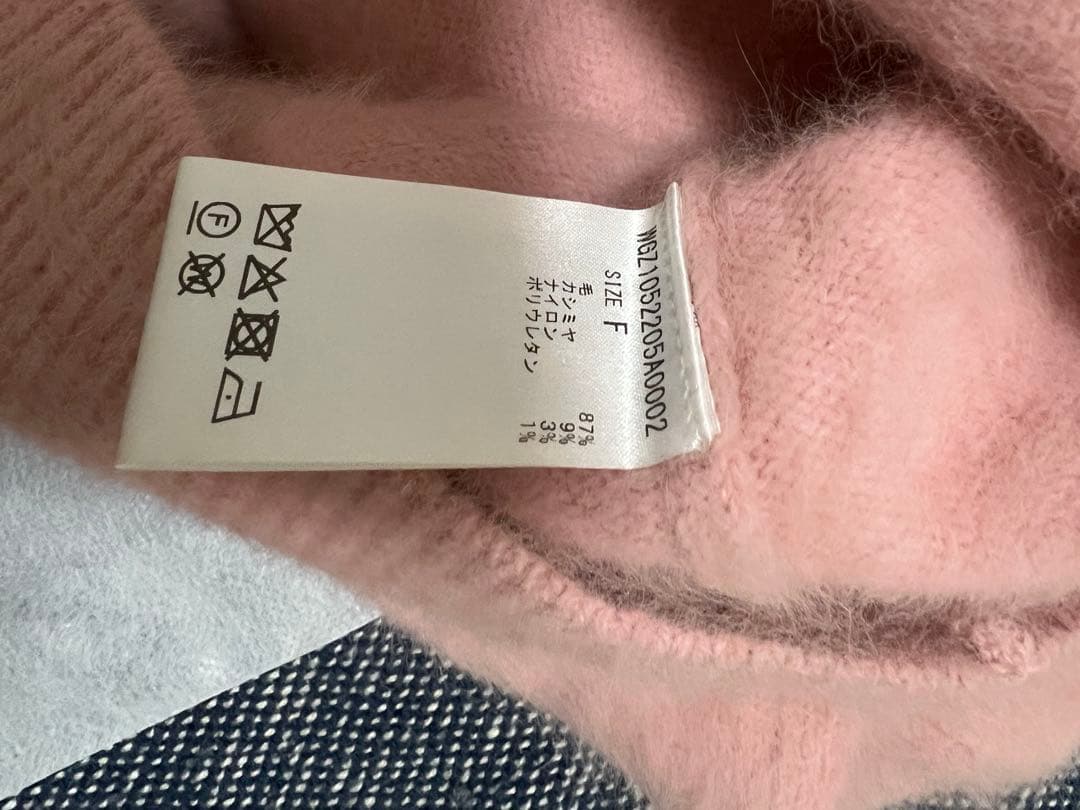 WGZ1052205A0002
SIZE F
毛 87%
カシミヤ 9%
ナイロン 3%
ポリウレタン 1%
F
W